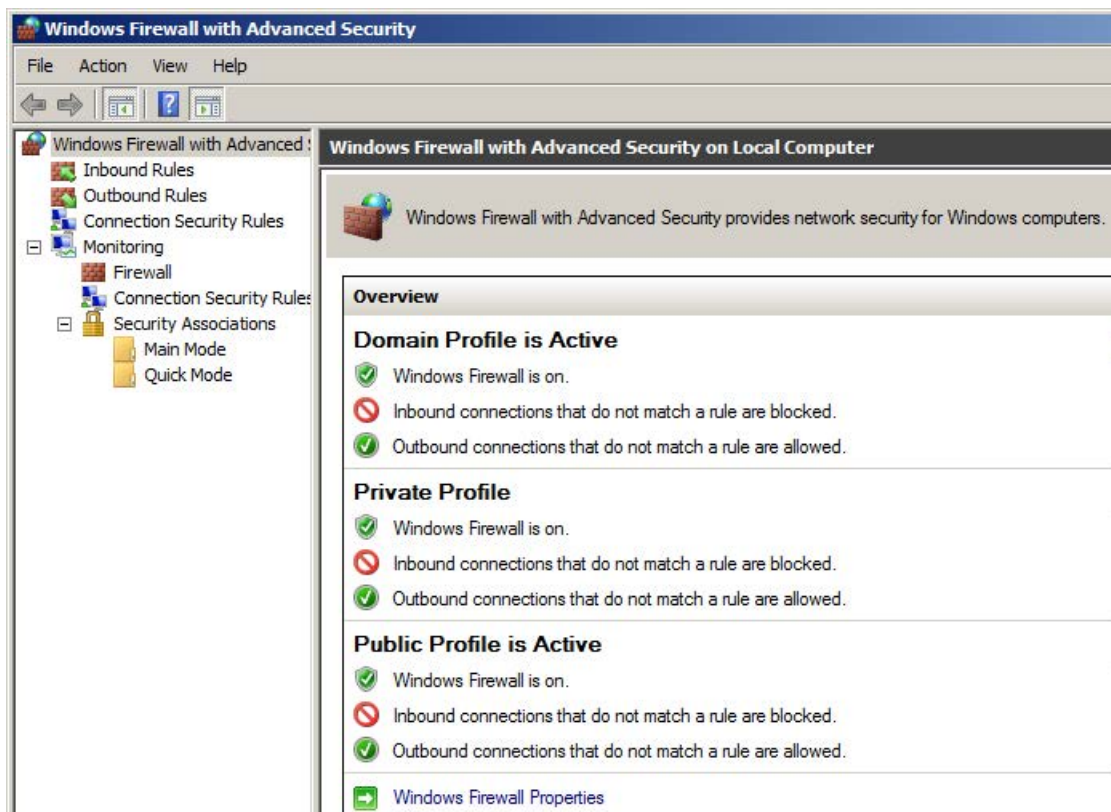 Windows Firewall with Advanced Security
File Action View Help
Windows Firewall with Advanced
Inbound Rules
Outbound Rules
Connection Security Rules
Monitoring
Firewall
Connection Security Rules
Security Associations
Main Mode
Quick Mode
Windows Firewall with Advanced Security on Local Computer
Windows Firewall with Advanced Security provides network security for Windows computers.
Overview
Domain Profile is Active
Windows Firewall is on.
Inbound connections that do not match a rule are blocked.
Outbound connections that do not match a rule are allowed.
Private Profile
Windows Firewall is on.
Inbound connections that do not match a rule are blocked.
Outbound connections that do not match a rule are allowed.
Public Profile is Active
Windows Firewall is on.
Inbound connections that do not match a rule are blocked.
Outbound connections that do not match a rule are allowed.
Windows Firewall Properties